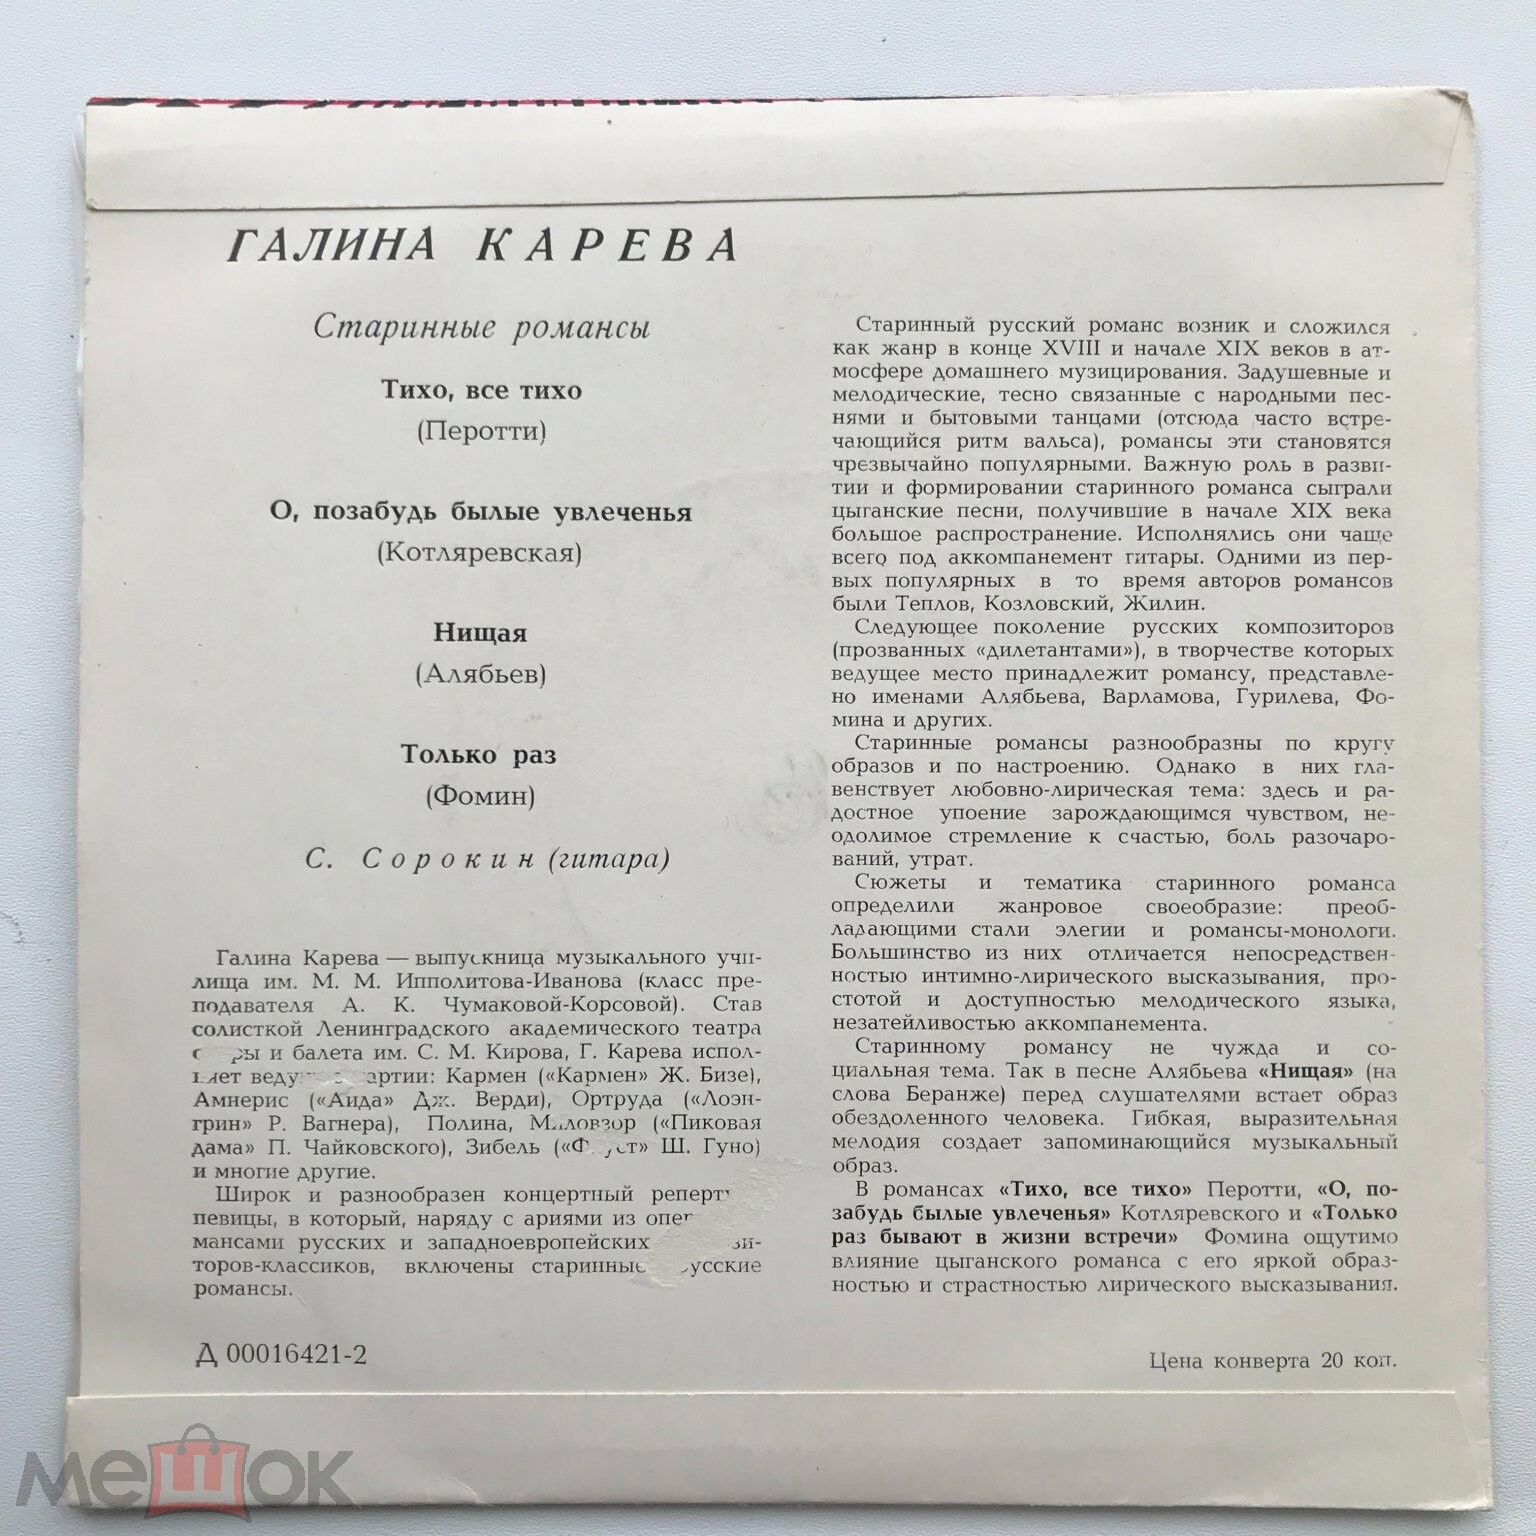 ГАЛИНА КАРЕВА
Старинные романсы
Тихо, все тихо
(Перотти)
О, позабудь былые увлеченья
(Котляревская)
Нищая
(Алябьев)
Только раз
(Фомин)
С. Сорокин (гитара)
Галина Карева — выпускница музыкального учи-
лища им. М. М. Ипполитова-Иванова (класс пре-
подавателя А. К. Чумаковой-Корсовой). Став
солисткой Ленинградского академического театра
и балета им. С. М. Кирова, Г. Карева испол-
няет партии: Кармен («Кармен» Ж. Бизе),
Амнерис («Аида» Дж. Верди), Ортруда («Лоэн-
грин» Р. Вагнера), Полина, Миловзор («Пиковая
дама» П. Чайковского), Зибель («Фауст» Ш. Гуно)
и многие другие.
Широк и разнообразен концертный
певицы, в который, наряду с ариями из
мансами русских и западноевропейских
торов-классиков, включены старинные русские
романсы.
Д 00016421-2
Старинный русский романс возник и сложился
как жанр в конце XVIII и начале XIX веков в ат-
мосфере домашнего музицирования. Задушевные и
мелодические, тесно связанные с народными пес-
нями и бытовыми танцами (отсюда часто встре-
чающийся ритм вальса), романсы эти становятся
чрезвычайно популярными. Важную роль в разви-
тии и формировании старинного романса сыграли
цыганские песни, получившие в начале XIX века
большое распространение. Исполнялись они чаще
всего под аккомпанемент гитары. Одними из пер-
вых популярных в то время авторов романсов
были Теплов, Козловский, Жилин.
Следующее поколение русских композиторов
(прозванных «дилетантами»), в творчестве которых
ведущее место принадлежит романсу, представле-
но именами Алябьева, Варламова, Гурилева, Фо-
мина и других.
Старинные романсы разнообразны по кругу
образов и по настроению. Однако в них гла-
венствует любовно-лирическая тема: здесь и ра-
достное упоение зарождающимся чувством, не-
одолимое стремление к счастью, боль разочаро-
ваний, утрат.
Сюжеты и тематика старинного романса
определили жанровое своеобразие: преоб-
ладающими стали элегии и романсы-монологи.
Большинство из них отличается непосредствен-
ностью интимно-лирического высказывания, про-
стотой и доступностью мелодического языка,
незатейливостью аккомпанемента.
Старинному романсу не чужда и со-
циальная тема. Так в песне Алябьева «Нищая» (на
слова Беранже) перед слушателями встает образ
обездоленного человека. Гибкая, выразительная
мелодия создает запоминающийся музыкальный
образ.
В романсах «Тихо, все тихо» Перотти, «О, по-
забудь былые увлеченья» Котляревского и «Только
раз бывают в жизни встречи» Фомина ощутимо
влияние цыганского романса с его яркой образ-
ностью и страстностью лирического высказывания.
Цена конверта 20 коп.
мешок